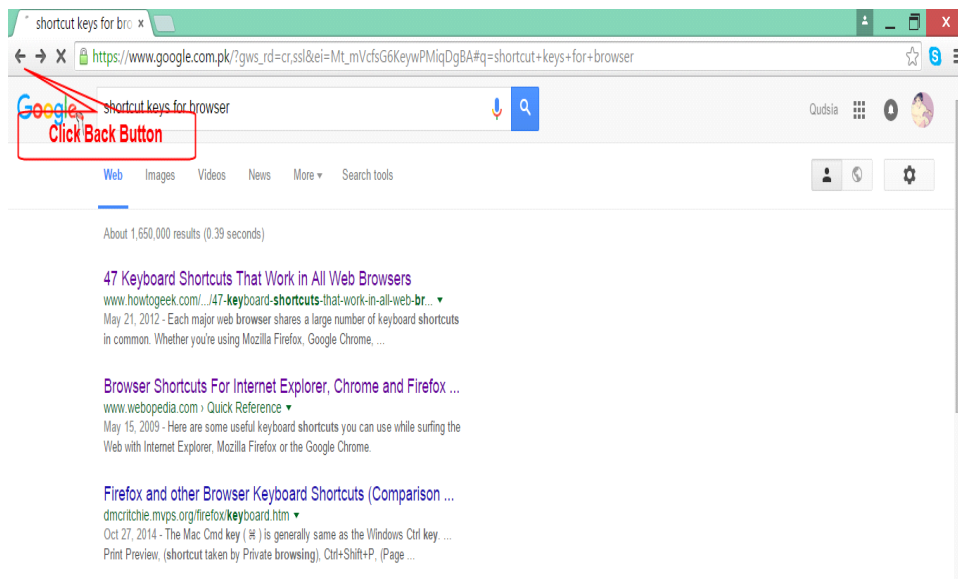 shortcut keys for bro
https://www.google.com.pk/?gws_rd=cr,ssl&ei=Mt_mVcfsG6KeywPMiqDgBA#q=shortcut+keys+for+browser
Google
shortcut keys for browser
Qudsia
Click Back Button
Web Images Videos News More ▾ Search tools
About 1,650,000 results (0.39 seconds)
47 Keyboard Shortcuts That Work in All Web Browsers
www.howtogeek.com/.../47-keyboard-shortcuts-that-work-in-all-web-br... ▾
May 21, 2012 - Each major web browser shares a large number of keyboard shortcuts
in common. Whether you're using Mozilla Firefox, Google Chrome, ...
Browser Shortcuts For Internet Explorer, Chrome and Firefox ...
www.webopedia.com › Quick Reference ▾
May 15, 2009 - Here are some useful keyboard shortcuts you can use while surfing the
Web with Internet Explorer, Mozilla Firefox or the Google Chrome.
Firefox and other Browser Keyboard Shortcuts (Comparison ...
dmcritchie.mvps.org/firefox/keyboard.htm ▾
Oct 27, 2014 - The Mac Cmd key ( ⌘ ) is generally same as the Windows Ctrl key. ...
Print Preview, (shortcut taken by Private browsing), Ctrl+Shift+P, (Page ...